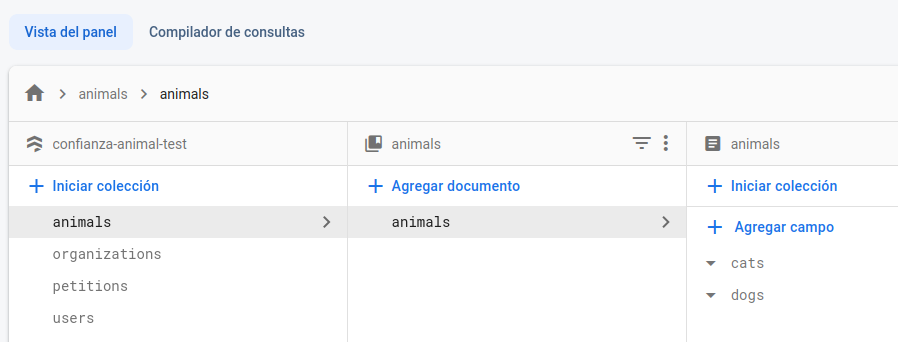 Vista del panel Compilador de consultas
animals animals
confianza-animal-test animals animals
Iniciar colección Agregar documento Iniciar colección
animals animals Agregar campo
organizations cats
petitions dogs
users